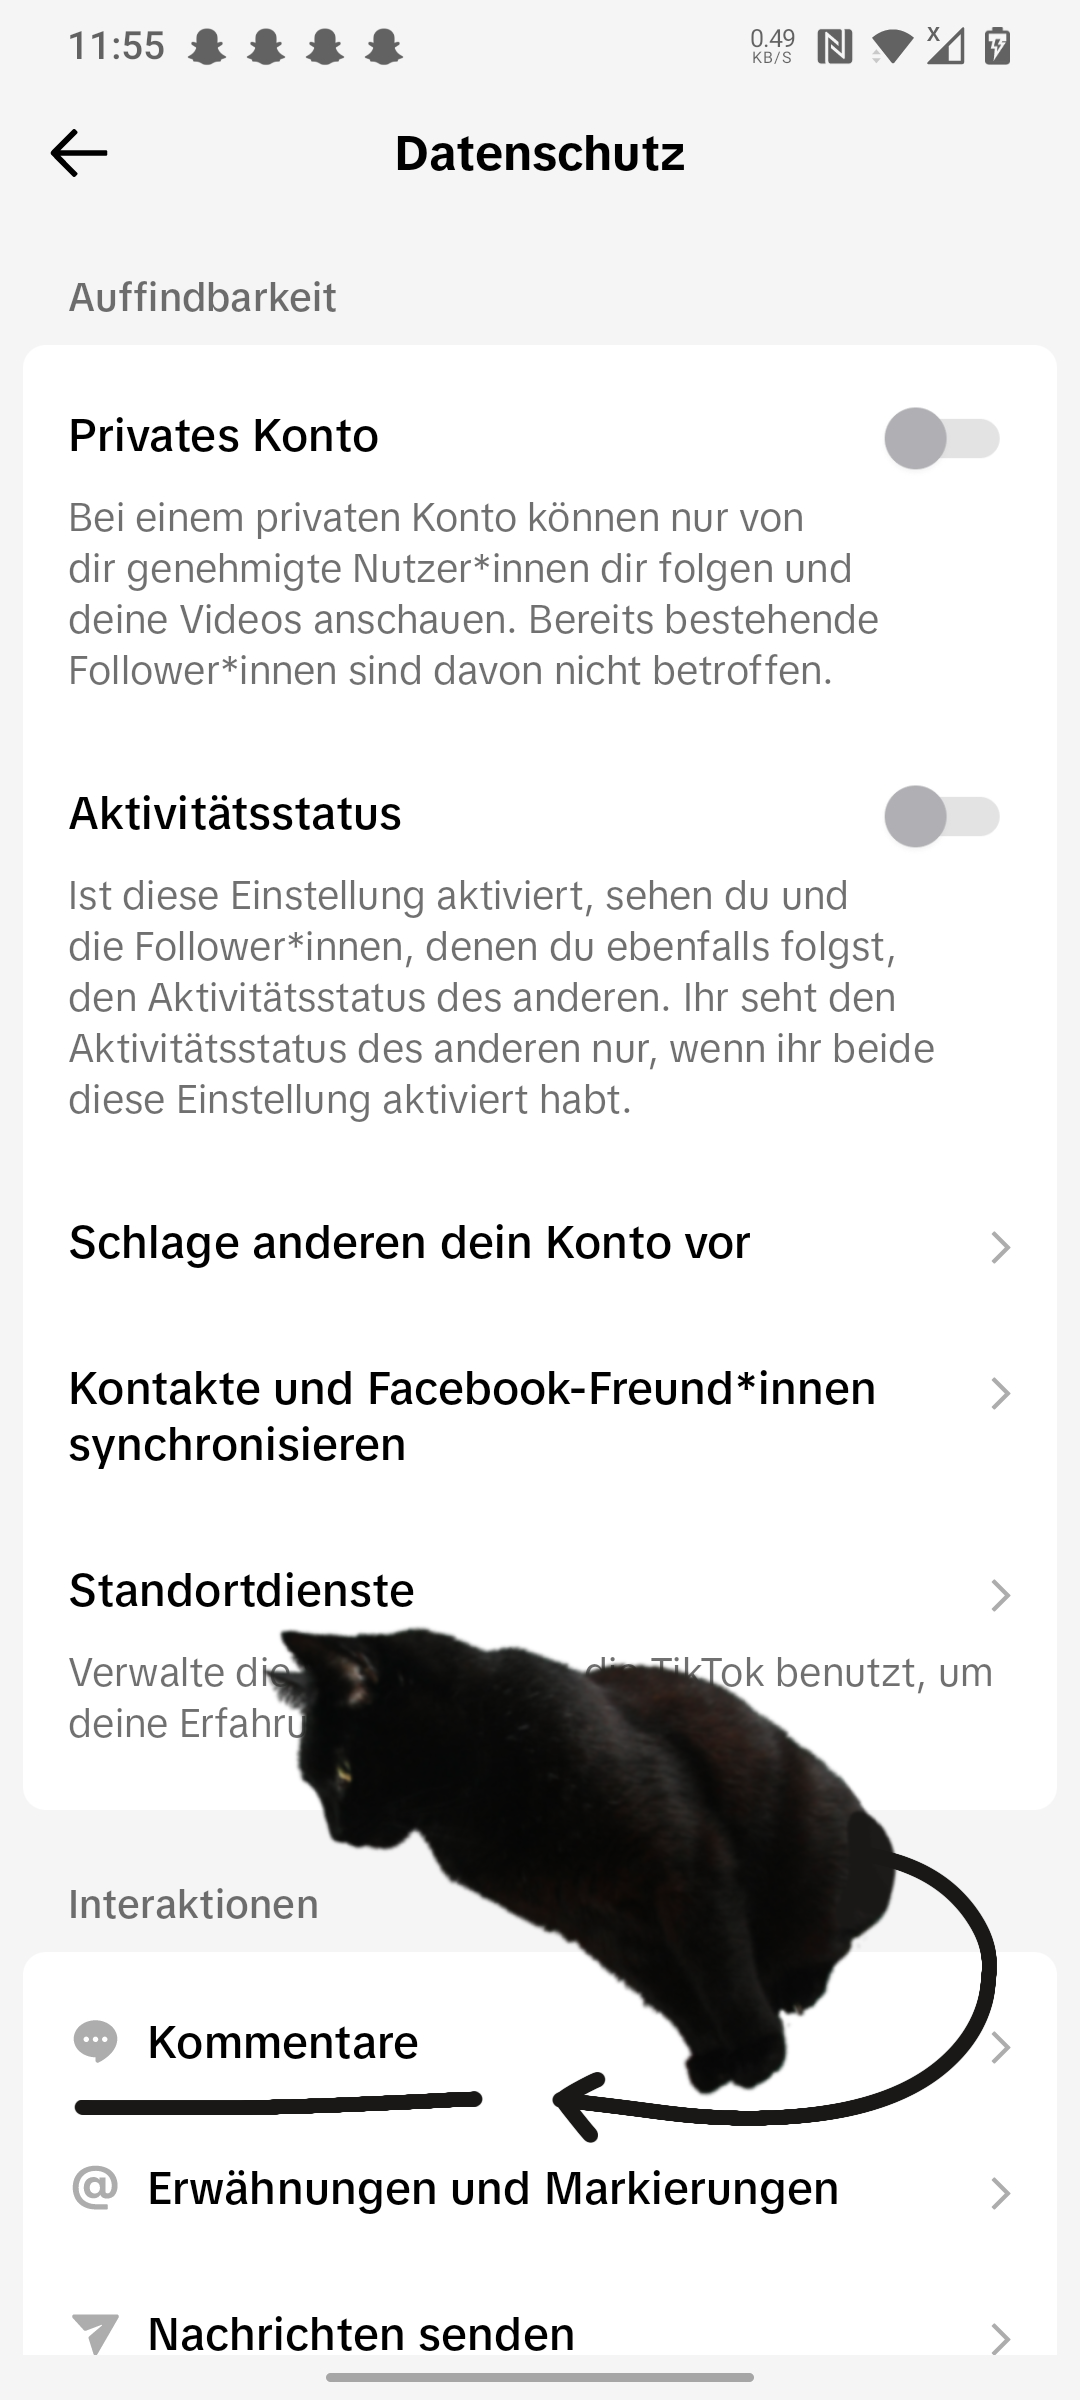 11:55
0.49
KB/S
X
Datenschutz
Auffindbarkeit
Privates Konto
Bei einem privaten Konto können nur von
dir genehmigte Nutzer*innen dir folgen und
deine Videos anschauen. Bereits bestehende
Follower*innen sind davon nicht betroffen.
Aktivitätsstatus
Ist diese Einstellung aktiviert, sehen du und
die Follower*innen, denen du ebenfalls folgst,
den Aktivitätsstatus des anderen. Ihr seht den
Aktivitätsstatus des anderen nur, wenn ihr beide
diese Einstellung aktiviert habt.
Schlage anderen dein Konto vor
Kontakte und Facebook-Freund*innen
synchronisieren
Standortdienste
Verwalte die die TikTok benutzt, um
deine
Interaktionen
Kommentare
@ Erwähnungen und Markierungen
Nachrichten senden